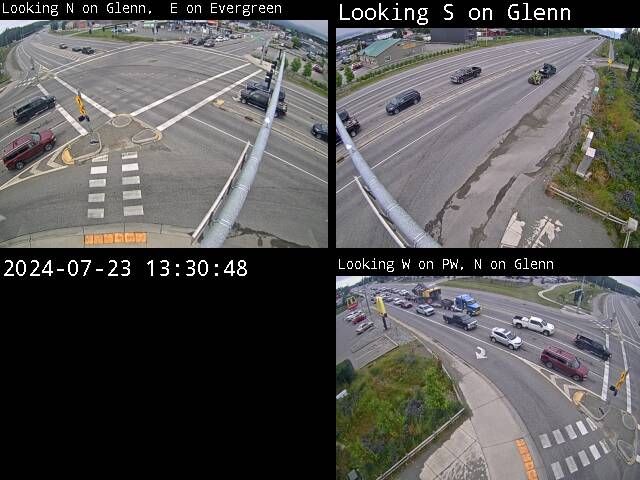 Looking N on Glenn,  E on Evergreen
Looking S on Glenn
2024-07-23 13:30:48
Looking W on PW, N on Glenn